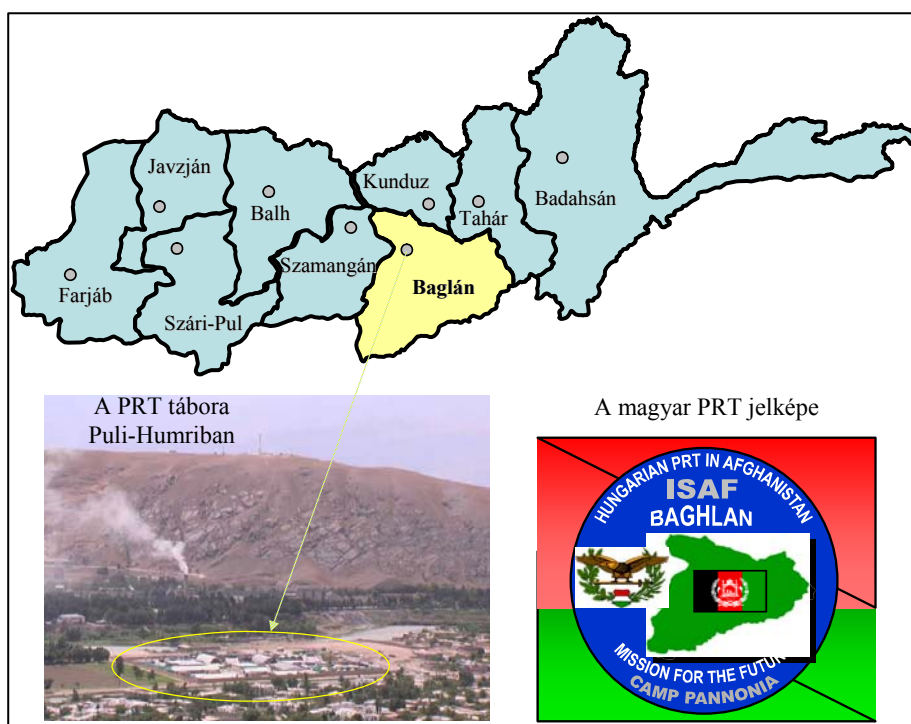 Javzján
Balh
Kunduz
Tahár
Badahsán
Szamangán
Farjáb
Szári-Pul
Baglán
A PRT tábora
Puli-Humriban
A magyar PRT jelképe
HUNGARIAN PRT IN AFGHANISTAN
ISAF
BAGHLAN
MISSION FOR THE FUTU
CAMP PANNONIA